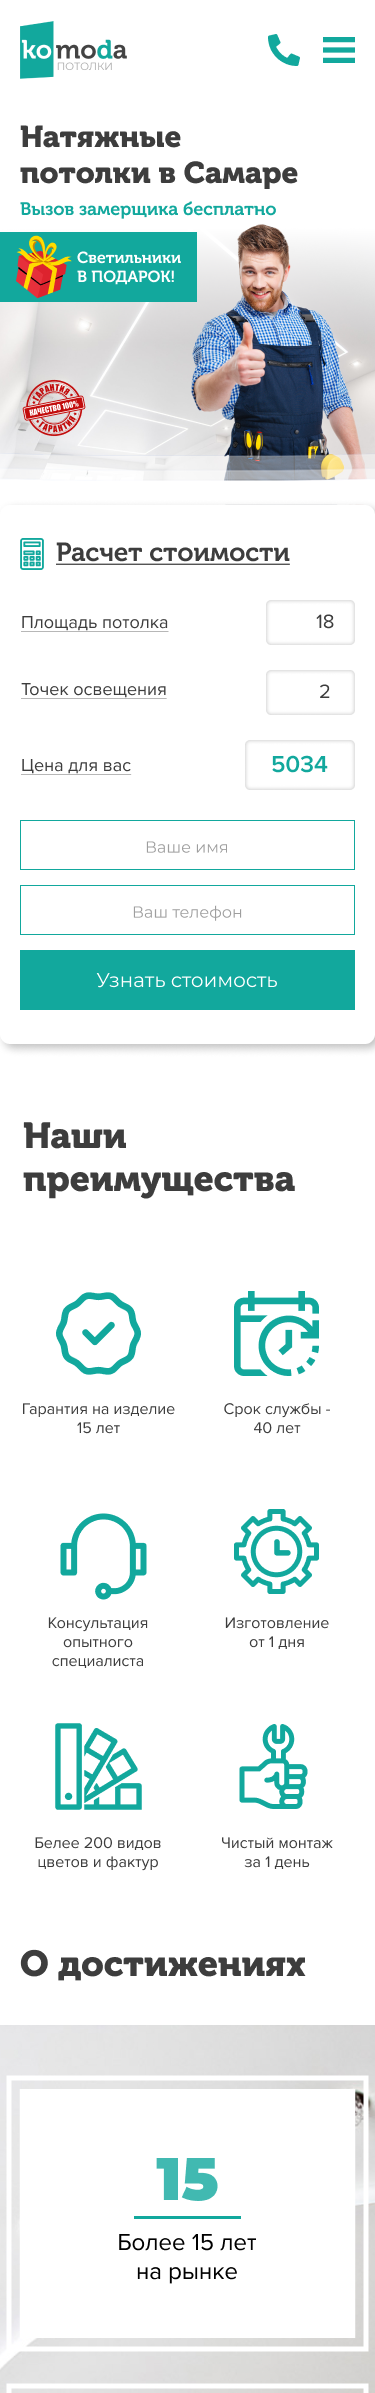 komoda
ПОТОЛКИ
Натяжные
потолки в Самаре
Вызов замерщика бесплатно
Светильники
В ПОДАРОК!
ГАРАНТИЯ
КАЧЕСТВО 100%
ГАРАНТИЯ
Расчет стоимости
Площадь потолка
18
Точек освещения
2
Цена для вас
5034
Ваше имя
Ваш телефон
Узнать стоимость
Наши
преимущества
Гарантия на изделие
15 лет
Срок службы -
40 лет
Консультация
опытного
специалиста
Изготовление
от 1 дня
Белее 200 видов
цветов и фактур
Чистый монтаж
за 1 день
О достижениях
15
Более 15 лет
на рынке